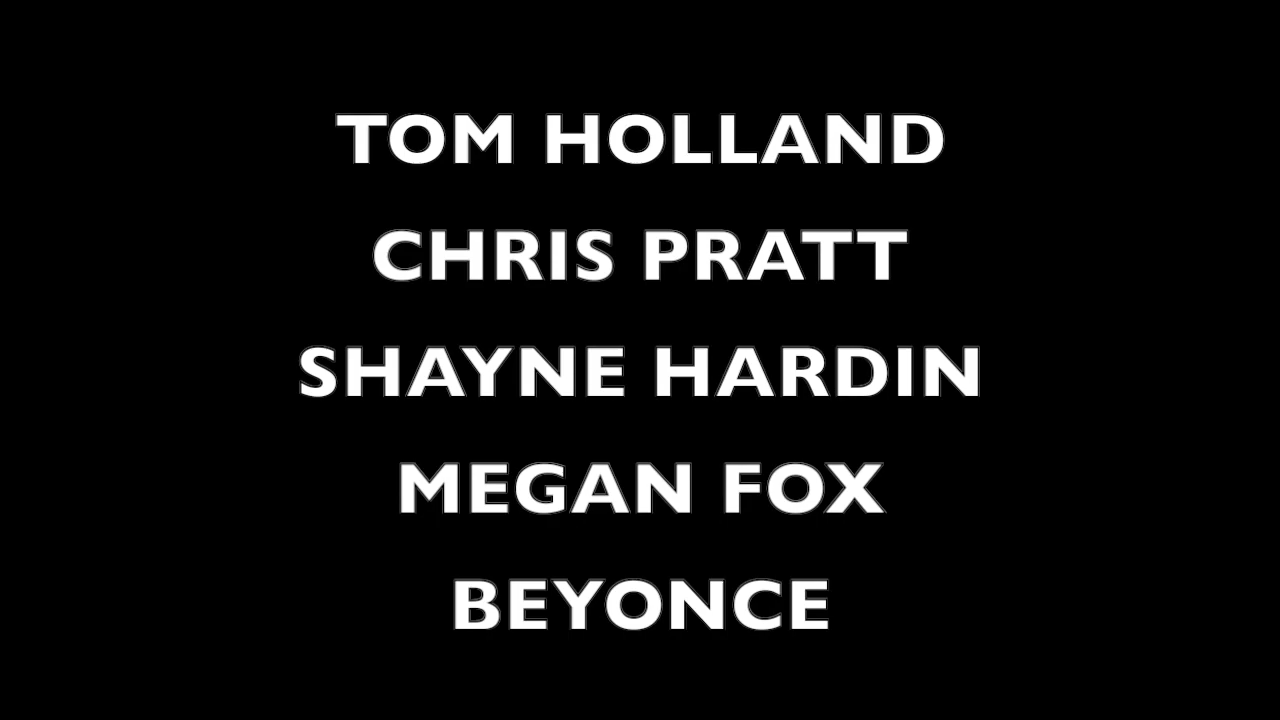 TOM HOLLAND
CHRIS PRATT
SHAYNE HARDIN
MEGAN FOX
BEYONCE